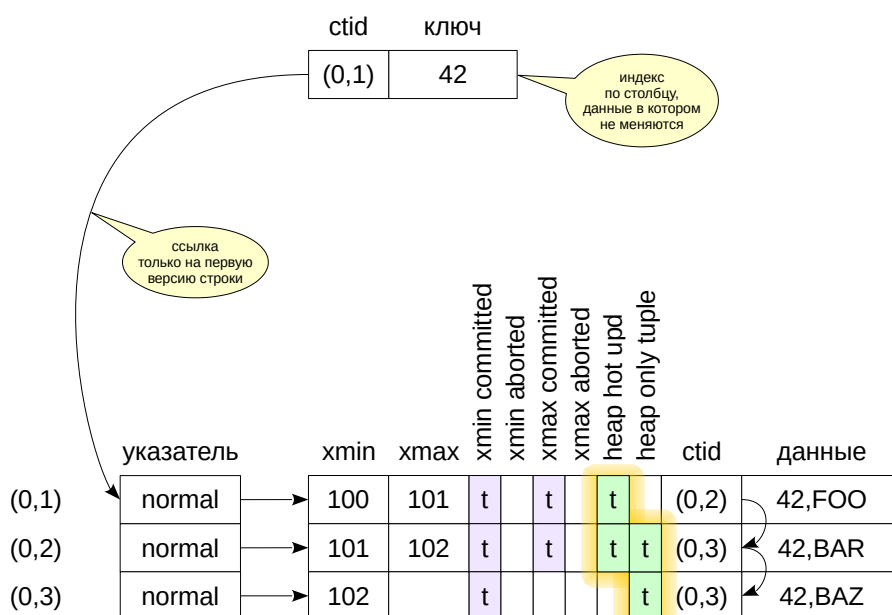 ctid ключ
(0,1) 42
индекс
по столбцу,
данные в котором
не меняются
ссылка
только на первую
версию строки
указатель xmin xmax xmin committed xmin aborted xmax committed xmax aborted heap hot upd heap only tuple ctid данные
(0,1) normal 100 101 t t t (0,2) 42,FOO
(0,2) normal 101 102 t t t t (0,3) 42,BAR
(0,3) normal 102 t t (0,3) 42,BAZ